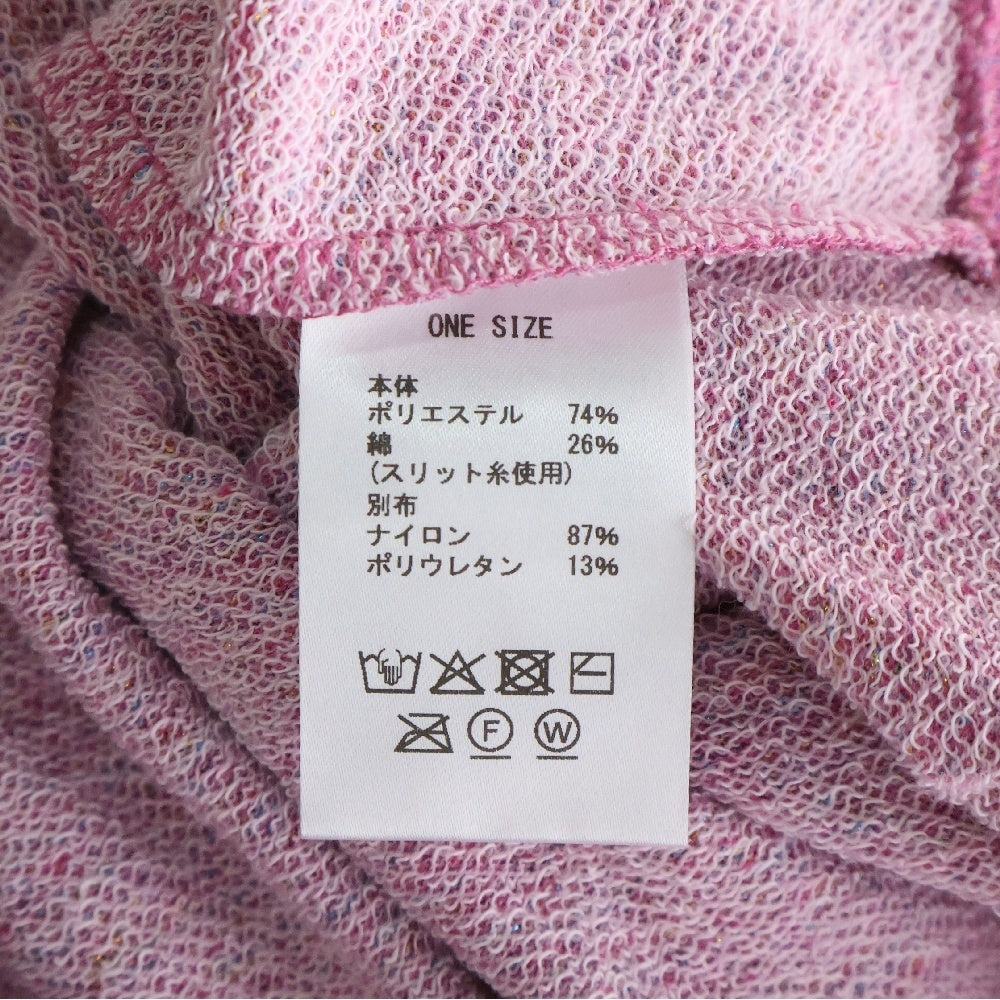 ONE SIZE
本体
ポリエステル 74%
綿 26%
(スリット糸使用)
別布
ナイロン 87%
ポリウレタン 13%
F W